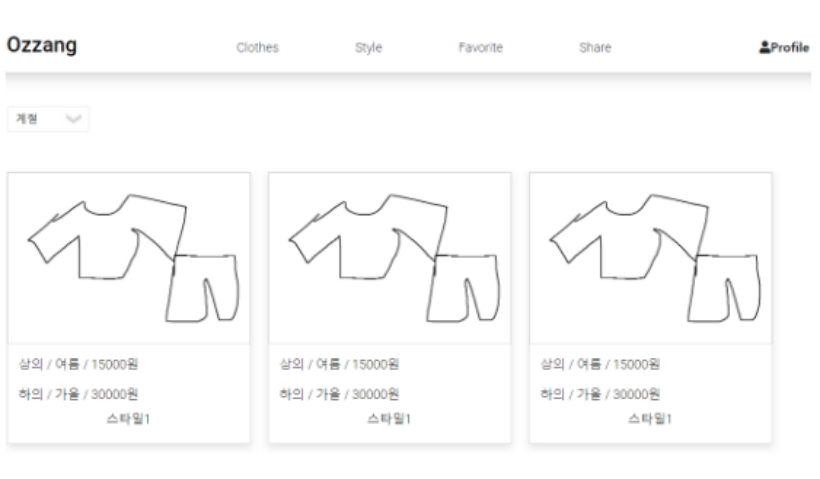 Ozzang Clothes Style Favorite Share Profile
계절
상의 / 여름 / 15000원 상의 / 여름 / 15000원 상의 / 여름 / 15000원
하의 / 가을 / 30000원 하의 / 가을 / 30000원 하의 / 가을 / 30000원
스타일1 스타일1 스타일1